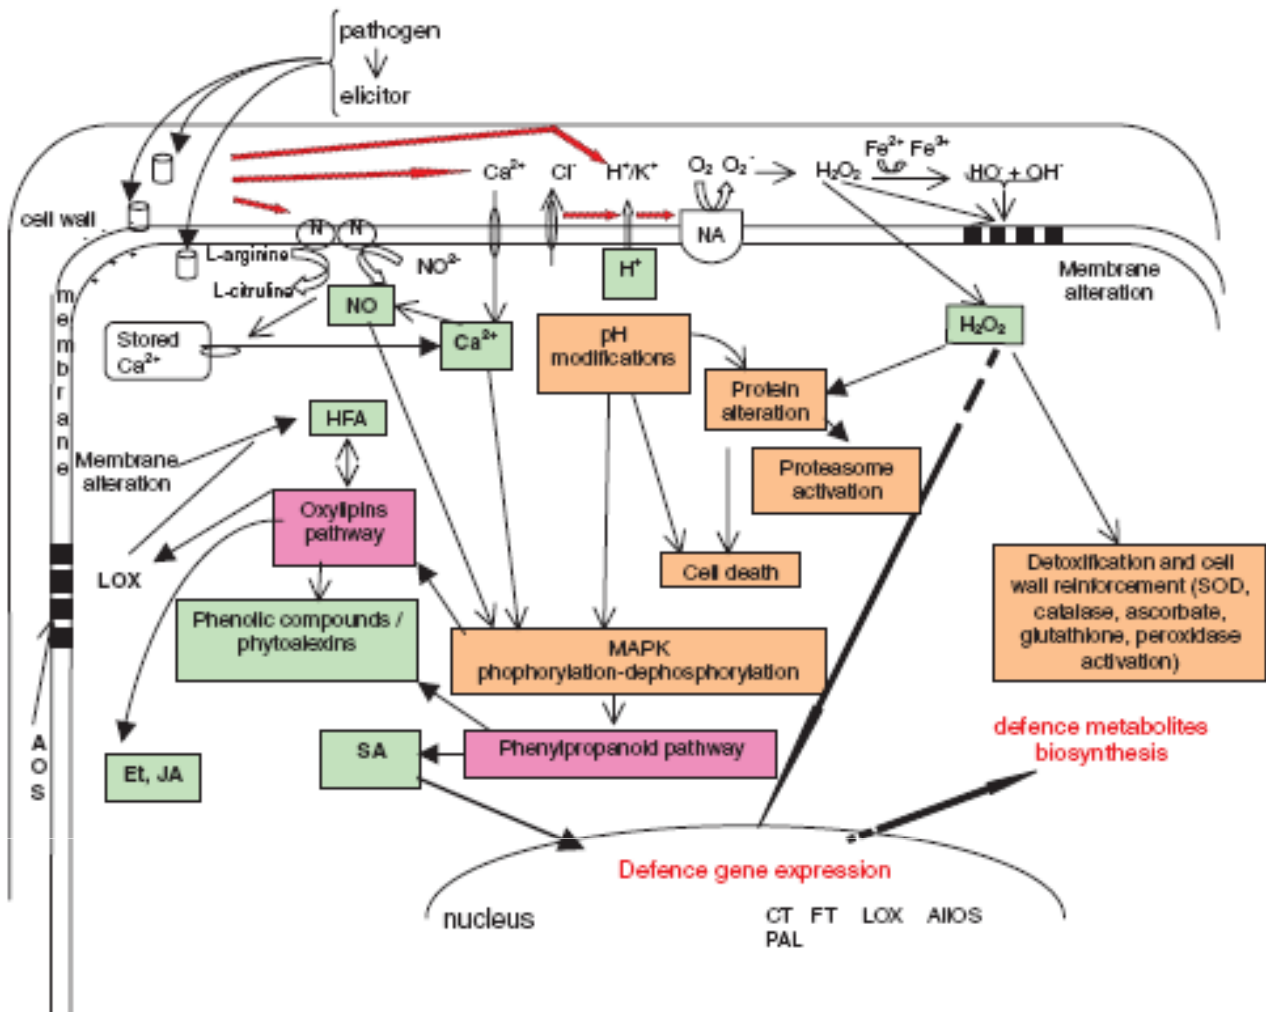 pathogen
elicitor
cell wall
Ca²⁺
Cl⁻
H⁺/K⁺
O₂ O₂⁻
H₂O₂
Fe²⁺ Fe³⁺
HO· + OH⁻
N N
NA
L-arginine
L-citruline
NO²⁻
H⁺
Membrane
alteration
membrane
NO
Stored
Ca²⁺
Ca²⁺
pH
modifications
H₂O₂
Protein
alteration
HFA
Membrane
alteration
Proteasome
activation
Oxylipins
pathway
LOX
Cell death
Detoxification and cell
wall reinforcement (SOD,
catalase, ascorbate,
glutathione, peroxidase
activation)
Phenolic compounds /
phytoalexins
MAPK
phophorylation-dephosphorylation
AOS
Et, JA
SA
Phenylpropanoid pathway
defence metabolites
biosynthesis
Defence gene expression
nucleus
CT FT LOX AllOS
PAL